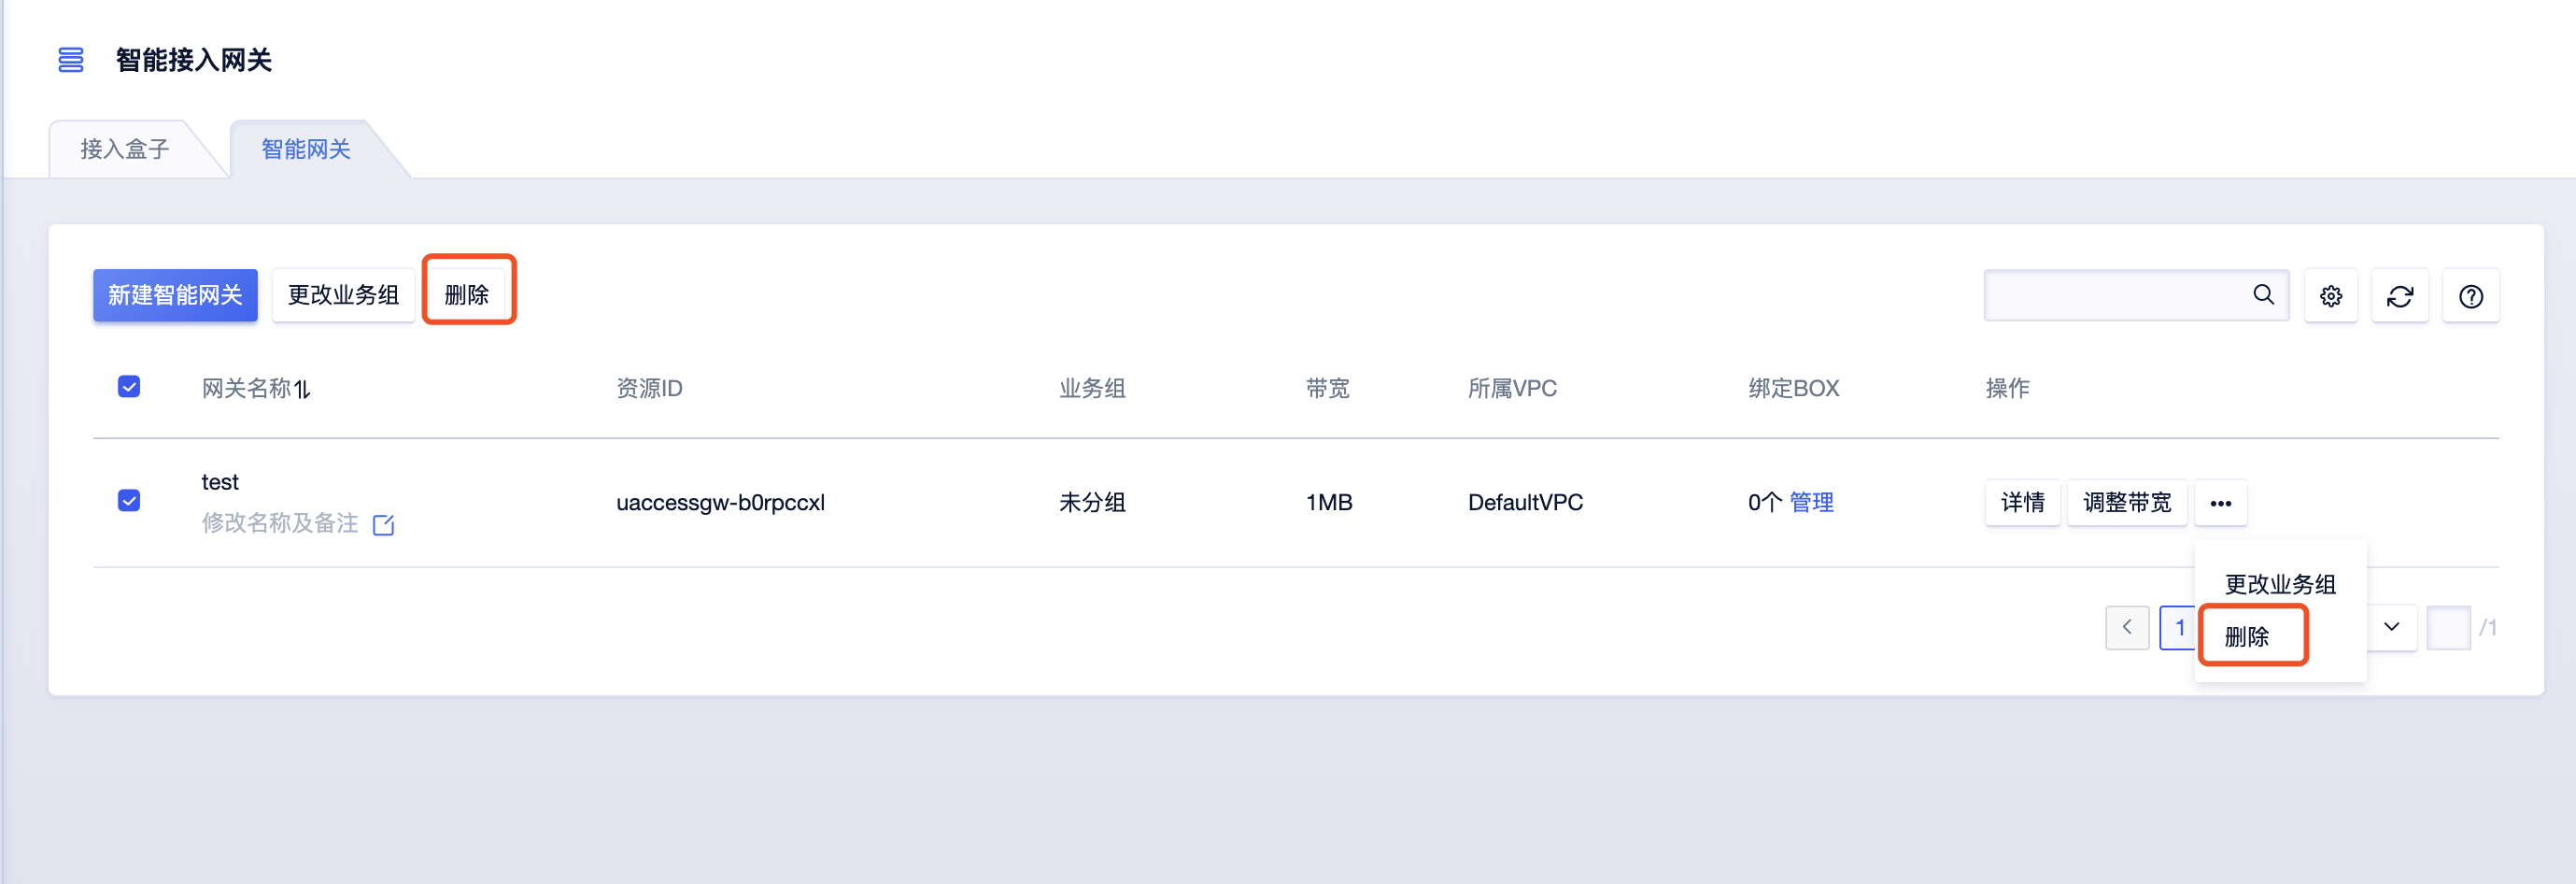 智能接入网关
接入盒子 智能网关
新建智能网关 更改业务组 删除
网关名称 资源ID 业务组 带宽 所属VPC 绑定BOX 操作
test
uaccessgw-b0rpccxl 未分组 1MB DefaultVPC 0个 管理 详情 调整带宽 •••
修改名称及备注
更改业务组
1 /1
删除